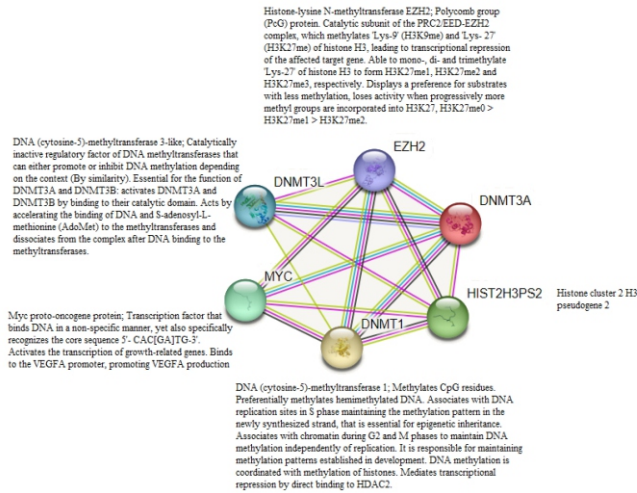 Histone-lysine N-methyltransferase EZH2; Polycomb group
(PcG) protein. Catalytic subunit of the PRC2/EED-EZH2
complex, which methylates 'Lys-9' (H3K9me) and 'Lys- 27'
(H3K27me) of histone H3, leading to transcriptional repression
of the affected target gene. Able to mono-, di- and trimethylate
'Lys-27' of histone H3 to form H3K27me1, H3K27me2 and
H3K27me3, respectively. Displays a preference for substrates
with less methylation, loses activity when progressively more
methyl groups are incorporated into H3K27, H3K27me0 >
H3K27me1 > H3K27me2.
EZH2
DNA (cytosine-5)-methyltransferase 3-like; Catalytically
inactive regulatory factor of DNA methyltransferases that
can either promote or inhibit DNA methylation depending
on the context (By similarity). Essential for the function of
DNMT3A and DNMT3B: activates DNMT3A and
DNMT3B by binding to their catalytic domain. Acts by
accelerating the binding of DNA and S-adenosyl-L-
methionine (AdoMet) to the methyltransferases and
dissociates from the complex after DNA binding to the
methyltransferases.
DNMT3L
DNMT3A
MYC
HIST2H3PS2
Histone cluster 2 H3
pseudogene 2
Myc proto-oncogene protein; Transcription factor that
binds DNA in a non-specific manner, yet also specifically
recognizes the core sequence 5'- CAC[GA]TG-3'.
Activates the transcription of growth-related genes. Binds
to the VEGFA promoter, promoting VEGFA production
DNMT1
DNA (cytosine-5)-methyltransferase 1; Methylates CpG residues.
Preferentially methylates hemimethylated DNA. Associates with DNA
replication sites in S phase maintaining the methylation pattern in the
newly synthesized strand, that is essential for epigenetic inheritance.
Associates with chromatin during G2 and M phases to maintain DNA
methylation independently of replication. It is responsible for maintaining
methylation patterns established in development. DNA methylation is
coordinated with methylation of histones. Mediates transcriptional
repression by direct binding to HDAC2.